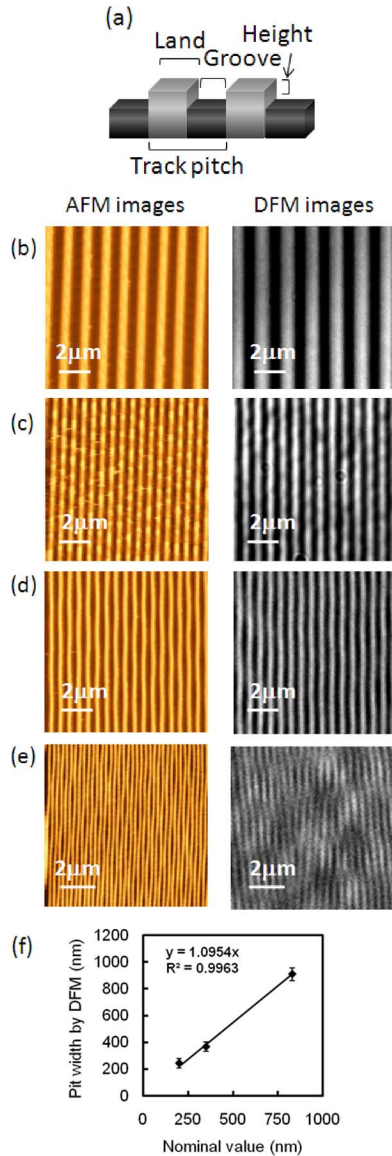 (a)
Land
Groove
Height
Track pitch
AFM images
DFM images
(b)
2μm
2μm
(c)
2μm
2μm
(d)
2μm
2μm
(e)
2μm
2μm
(f)
1200
1000
800
600
400
200
0
y = 1.0954x
R² = 0.9963
Pit width by DFM (nm)
0 250 500 750 1000
Nominal value (nm)